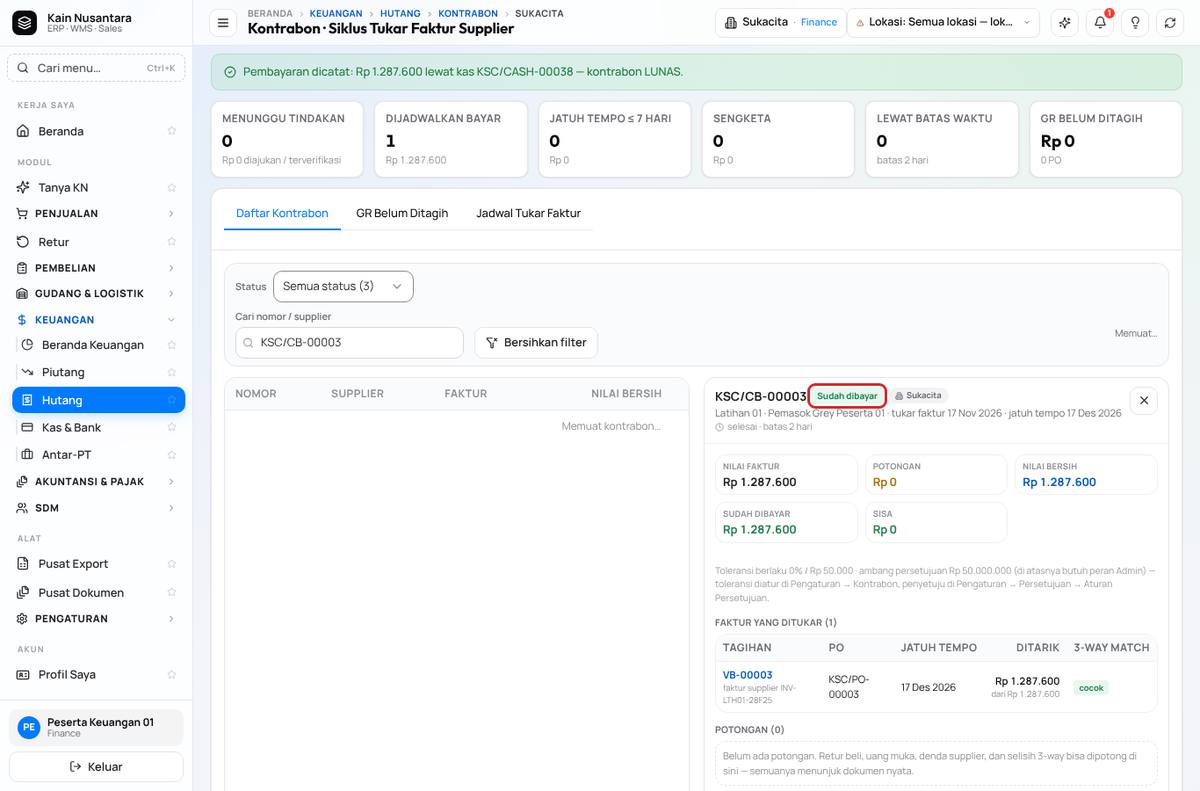 Kain Nusantara
ERP · WMS · Sales
Cari menu... Ctrl+K
KERJA SAYA
Beranda
MODUL
Tanya KN
PENJUALAN
Retur
PEMBELIAN
GUDANG & LOGISTIK
KEUANGAN
Beranda Keuangan
Piutang
Hutang
Kas & Bank
Antar-PT
AKUNTANSI & PAJAK
SDM
ALAT
Pusat Export
Pusat Dokumen
PENGATURAN
AKUN
Profil Saya
PE
Peserta Keuangan 01
Finance
Keluar
BERANDA › KEUANGAN › HUTANG › KONTRABON › SUKACITA
Kontrabon · Siklus Tukar Faktur Supplier
Sukacita · Finance
Lokasi: Semua lokasi — lok...
1
Pembayaran dicatat: Rp 1.287.600 lewat kas KSC/CASH-00038 — kontrabon LUNAS.
MENUNGGU TINDAKAN
0
Rp 0 diajukan / terverifikasi
DIJADWALKAN BAYAR
1
Rp 1.287.600
JATUH TEMPO ≤ 7 HARI
0
Rp 0
SENGKETA
0
Rp 0
LEWAT BATAS WAKTU
0
batas 2 hari
GR BELUM DITAGIH
Rp 0
0 PO
Daftar Kontrabon GR Belum Ditagih Jadwal Tukar Faktur
Status Semua status (3)
Cari nomor / supplier
KSC/CB-00003 Bersihkan filter
Memuat...
NOMOR SUPPLIER FAKTUR NILAI BERSIH
Memuat kontrabon...
KSC/CB-00003 Sudah dibayar Sukacita
Latihan 01 · Pemasok Grey Peserta 01 · tukar faktur 17 Nov 2026 · jatuh tempo 17 Des 2026
selesai · batas 2 hari
NILAI FAKTUR
Rp 1.287.600
POTONGAN
Rp 0
NILAI BERSIH
Rp 1.287.600
SUDAH DIBAYAR
Rp 1.287.600
SISA
Rp 0
Toleransi berlaku 0% / Rp 50.000 · ambang persetujuan Rp 50.000.000 (di atasnya butuh peran Admin) —
toleransi diatur di Pengaturan → Kontrabon, penyetuju di Pengaturan → Persetujuan → Aturan
Persetujuan.
FAKTUR YANG DITUKAR (1)
TAGIHAN PO JATUH TEMPO DITARIK 3-WAY MATCH
VB-00003
faktur supplier INV-
LTH01-28F25
KSC/PO-
00003
17 Des 2026
Rp 1.287.600
dari Rp 1.287.600
cocok
POTONGAN (0)
Belum ada potongan. Retur beli, uang muka, denda supplier, dan selisih 3-way bisa dipotong di
sini — semuanya menunjuk dokumen nyata.